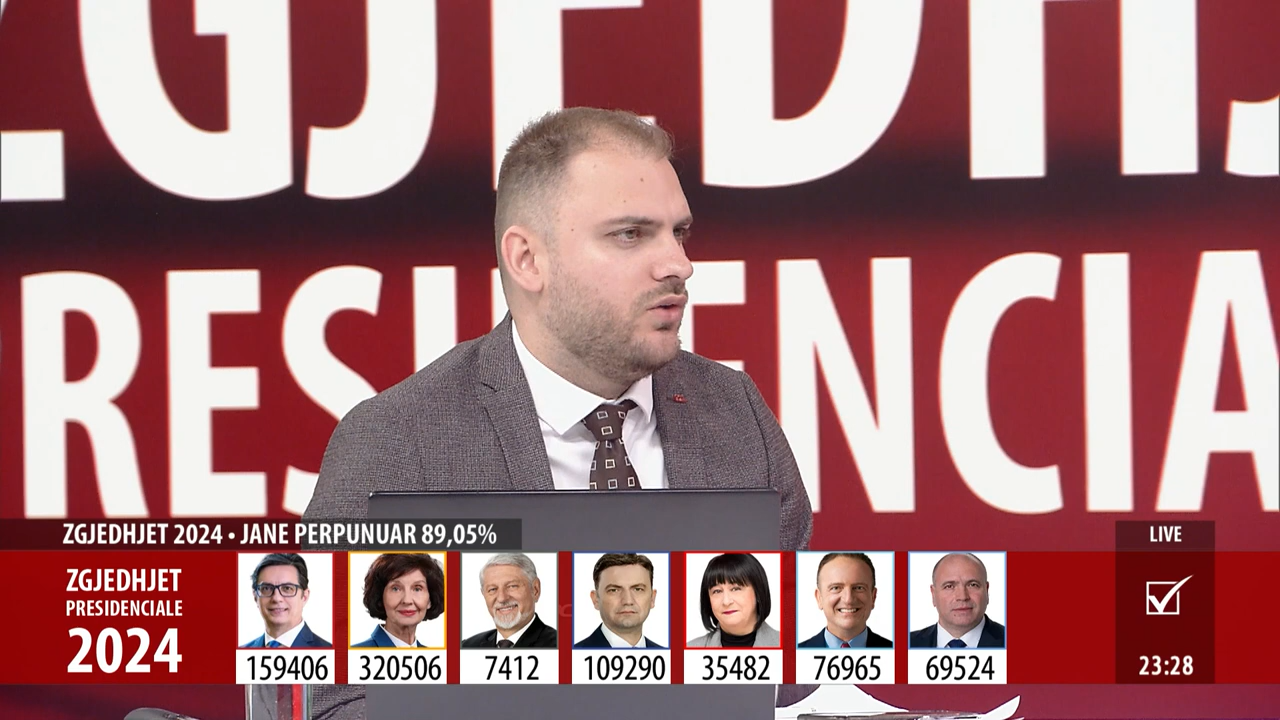 ZGJEDHJ
RESIDENCIA
ZGJEDHJET 2024 • JANE PERPUNUAR 89,05%
LIVE
ZGJEDHJET
PRESIDENCIALE
2024
159406
320506
7412
109290
35482
76965
69524
23:28